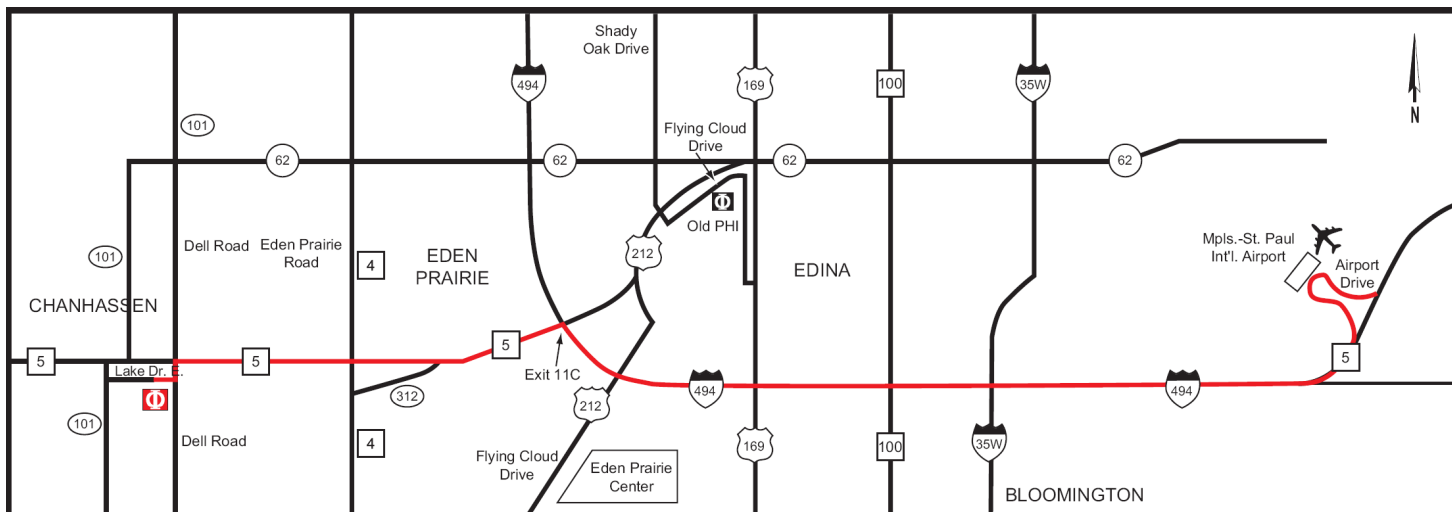 Shady
Oak Drive
494
169
100
35W
N
101
Flying Cloud
Drive
62
62
62
62
Old PHI
Dell Road
Eden Prairie
Road
4
EDEN
PRAIRIE
212
EDINA
Mpls.-St. Paul
Int'l. Airport
Airport
Drive
101
CHANHASSEN
5
Lake Dr. E.
5
5
Exit 11C
5
312
212
494
494
101
Dell Road
4
Flying Cloud
Drive
Eden Prairie
Center
169
100
35W
BLOOMINGTON